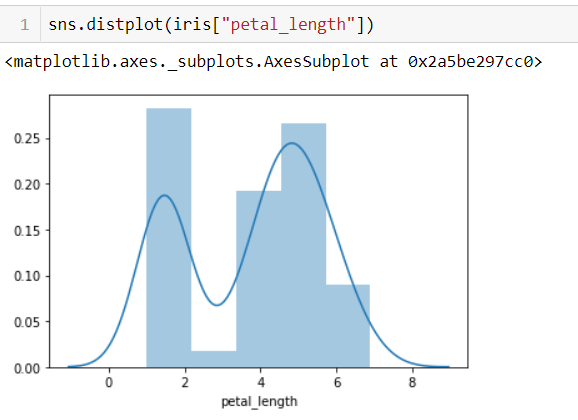 1 sns.distplot(iris["petal_length"])
<matplotlib.axes._subplots.AxesSubplot at 0x2a5be297cc0>
0.25
0.20
0.15
0.10
0.05
0.00
0 2 4 6 8
petal_length